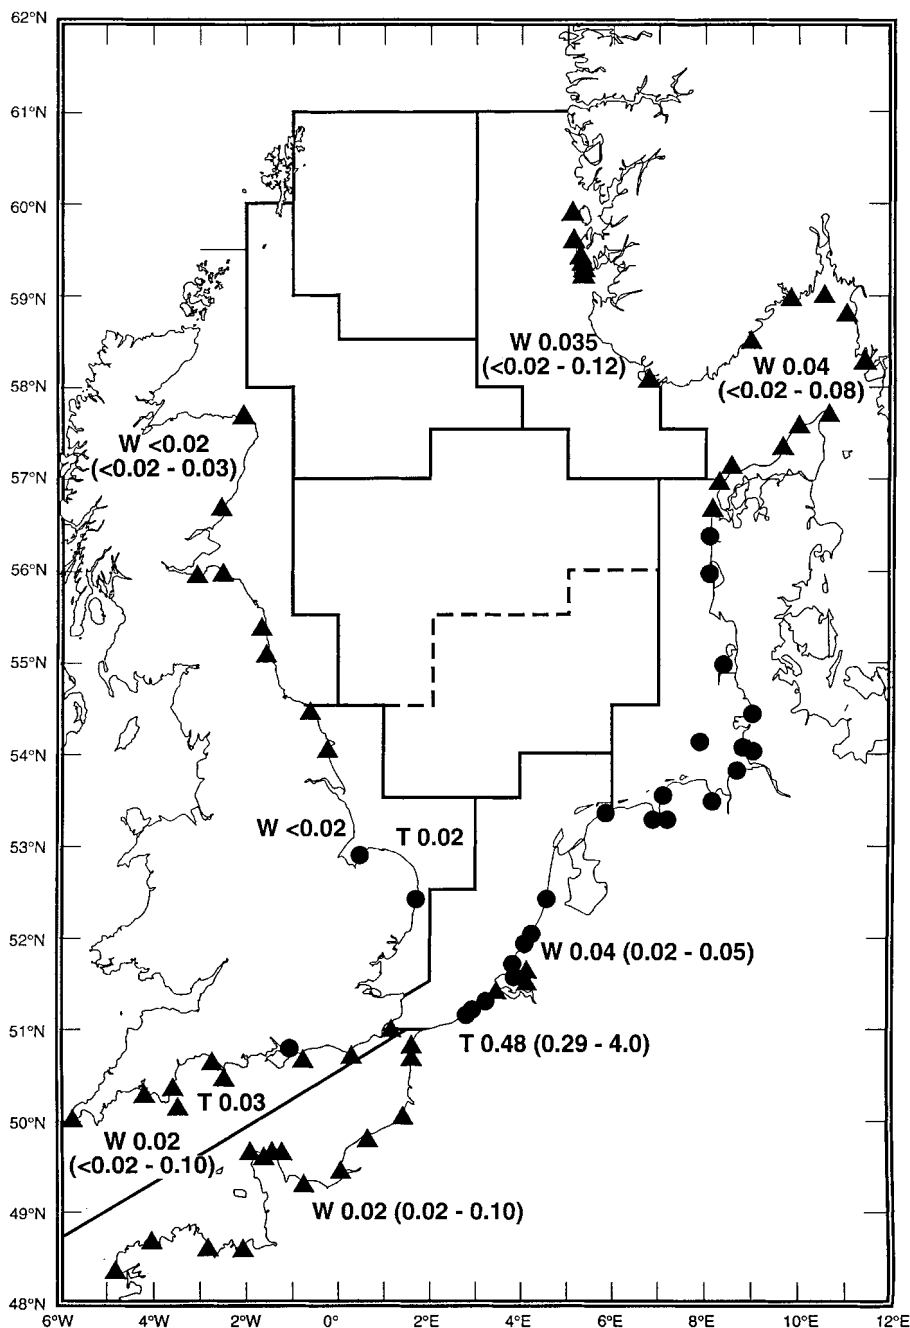 62°N
61°N
60°N
59°N
W 0.035
(<0.02 - 0.12)
W 0.04
(<0.02 - 0.08)
58°N
W <0.02
(<0.02 - 0.03)
57°N
56°N
55°N
54°N
W <0.02
T 0.02
53°N
52°N
W 0.04 (0.02 - 0.05)
51°N
T 0.48 (0.29 - 4.0)
T 0.03
50°N
W 0.02
(<0.02 - 0.10)
W 0.02 (0.02 - 0.10)
49°N
48°N
6°W 4°W 2°W 0° 2°E 4°E 6°E 8°E 10°E 12°E